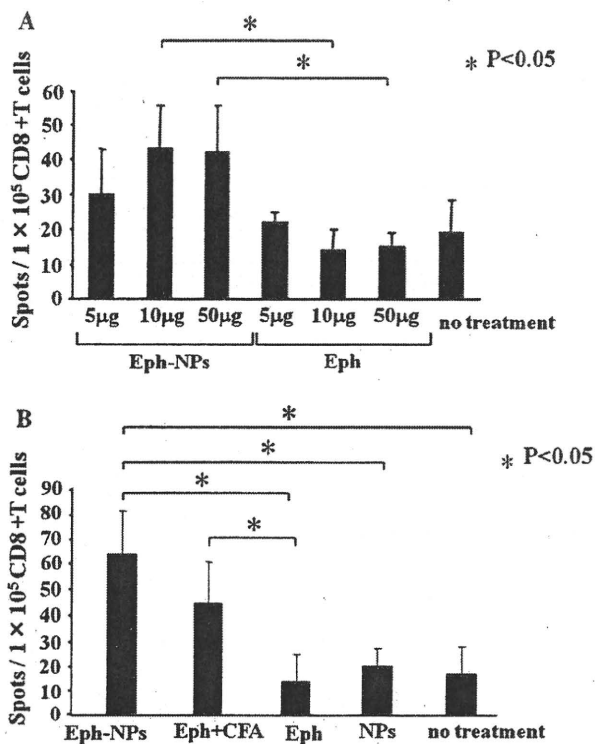 A
*
* P<0.05
*
Spots / 1 × 10⁵ CD8 +T cells
60
50
40
30
20
10
0
5μg 10μg 50μg 5μg 10μg 50μg no treatment
Eph-NPs Eph
B
*
*
* P<0.05
*
*
Spots / 1 × 10⁵ CD8 +T cells
90
80
70
60
50
40
30
20
10
0
Eph-NPs Eph+CFA Eph NPs no treatment